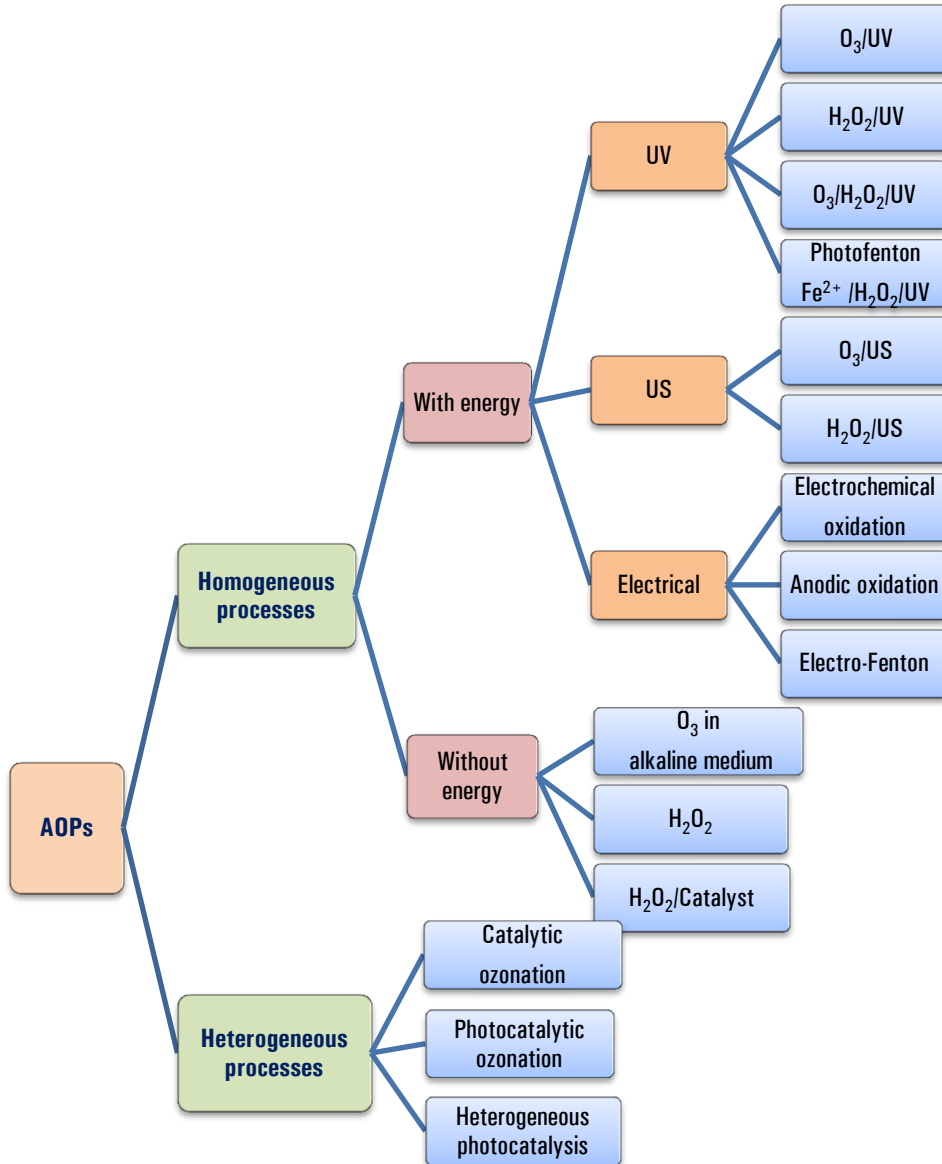 O₃/UV
H₂O₂/UV
UV
O₃/H₂O₂/UV
Photofenton
Fe²⁺ /H₂O₂/UV
O₃/US
With energy
US
H₂O₂/US
Electrochemical
oxidation
Homogeneous
processes
Electrical
Anodic oxidation
Electro-Fenton
O₃ in
alkaline medium
Without
energy
H₂O₂
AOPs
H₂O₂/Catalyst
Catalytic
ozonation
Heterogeneous
processes
Photocatalytic
ozonation
Heterogeneous
photocatalysis